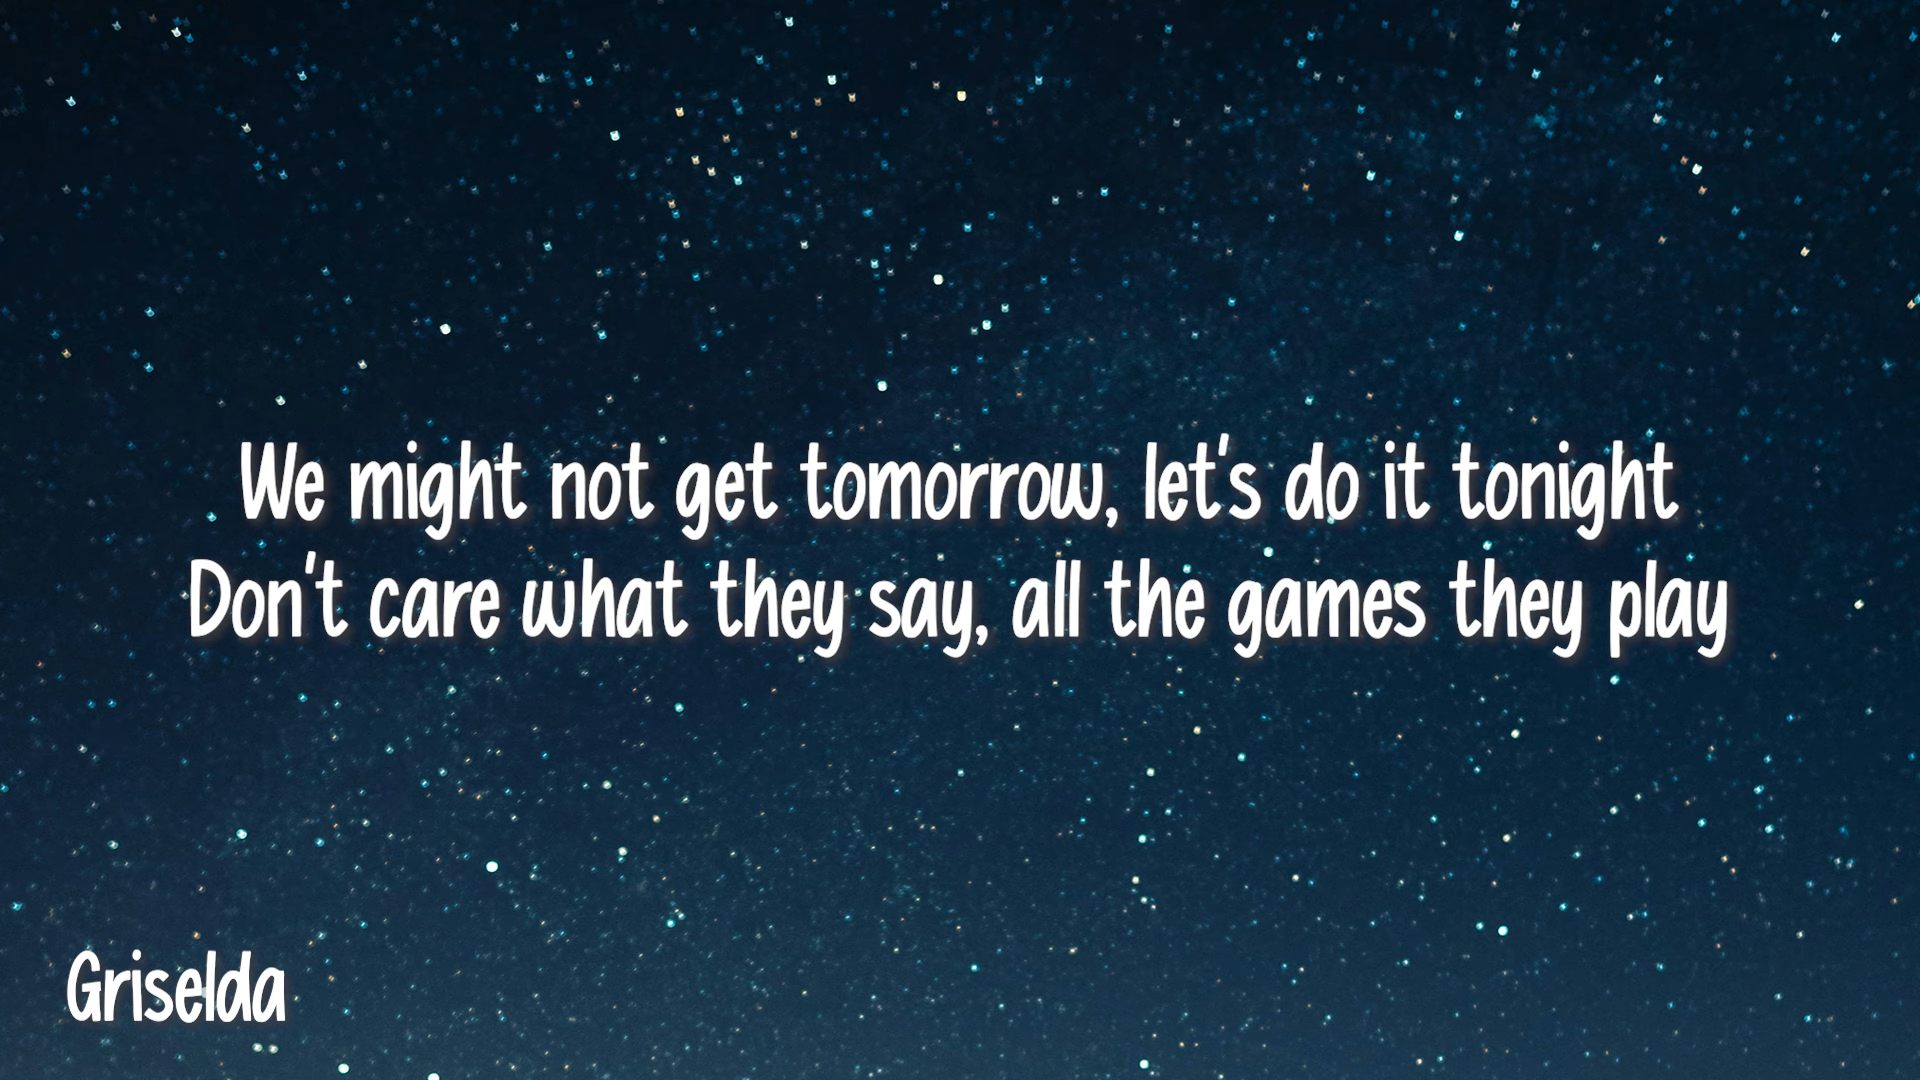 We might not get tomorrow, let's do it tonight
Don't care what they say, all the games they play
Griselda